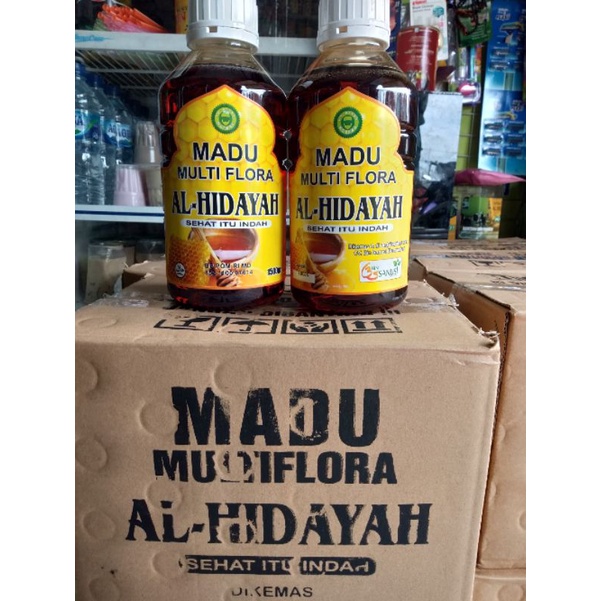 MADU
MULTI FLORA
AL-HIDAYAH
SEHAT ITU INDAH
MADU
MULTI FLORA
AL-HIDAYAH
SEHAT ITU INDAH
MADU
MULTIFLORA
AL-HIDAYAH
SEHAT ITU INDAH
DIKEMAS